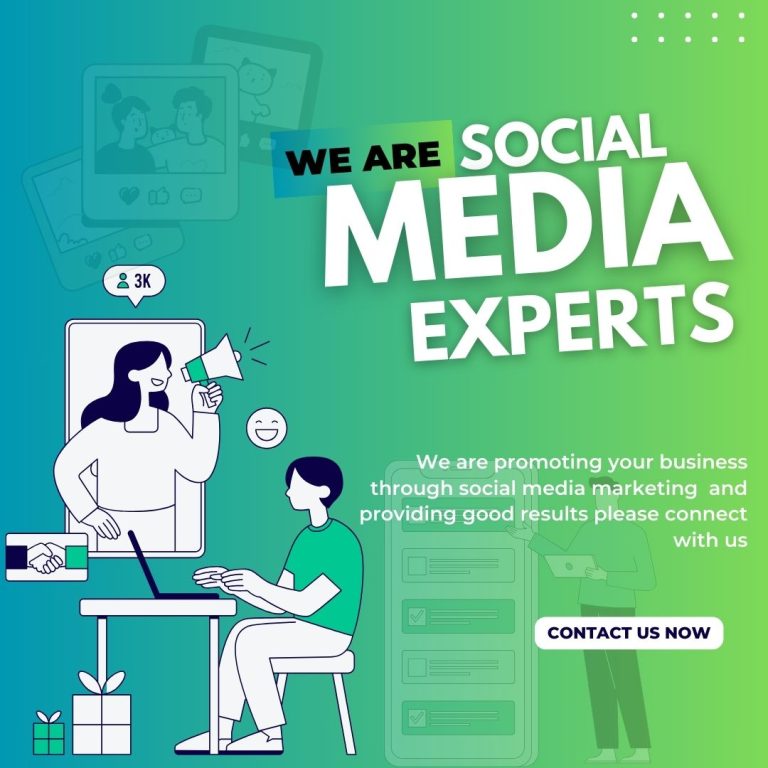 WE ARE SOCIAL
MEDIA
EXPERTS
3K
We are promoting your business
through social media marketing  and
providing good results please connect
with us
CONTACT US NOW